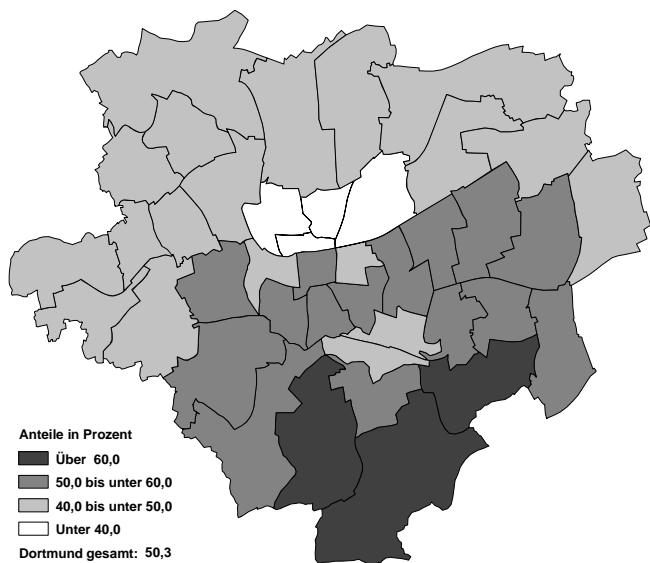 Anteile in Prozent
Über 60,0
50,0 bis unter 60,0
40,0 bis unter 50,0
Unter 40,0
Dortmund gesamt: 50,3